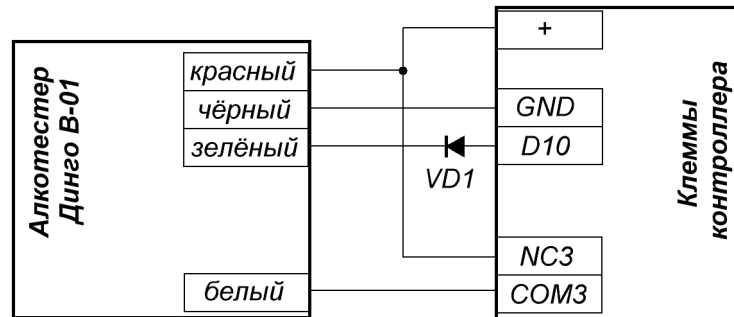 Алкотестер
Динго В-01
красный
чёрный
зелёный
белый
VD1
+
GND
D10
NC3
COM3
Клеммы
контроллера